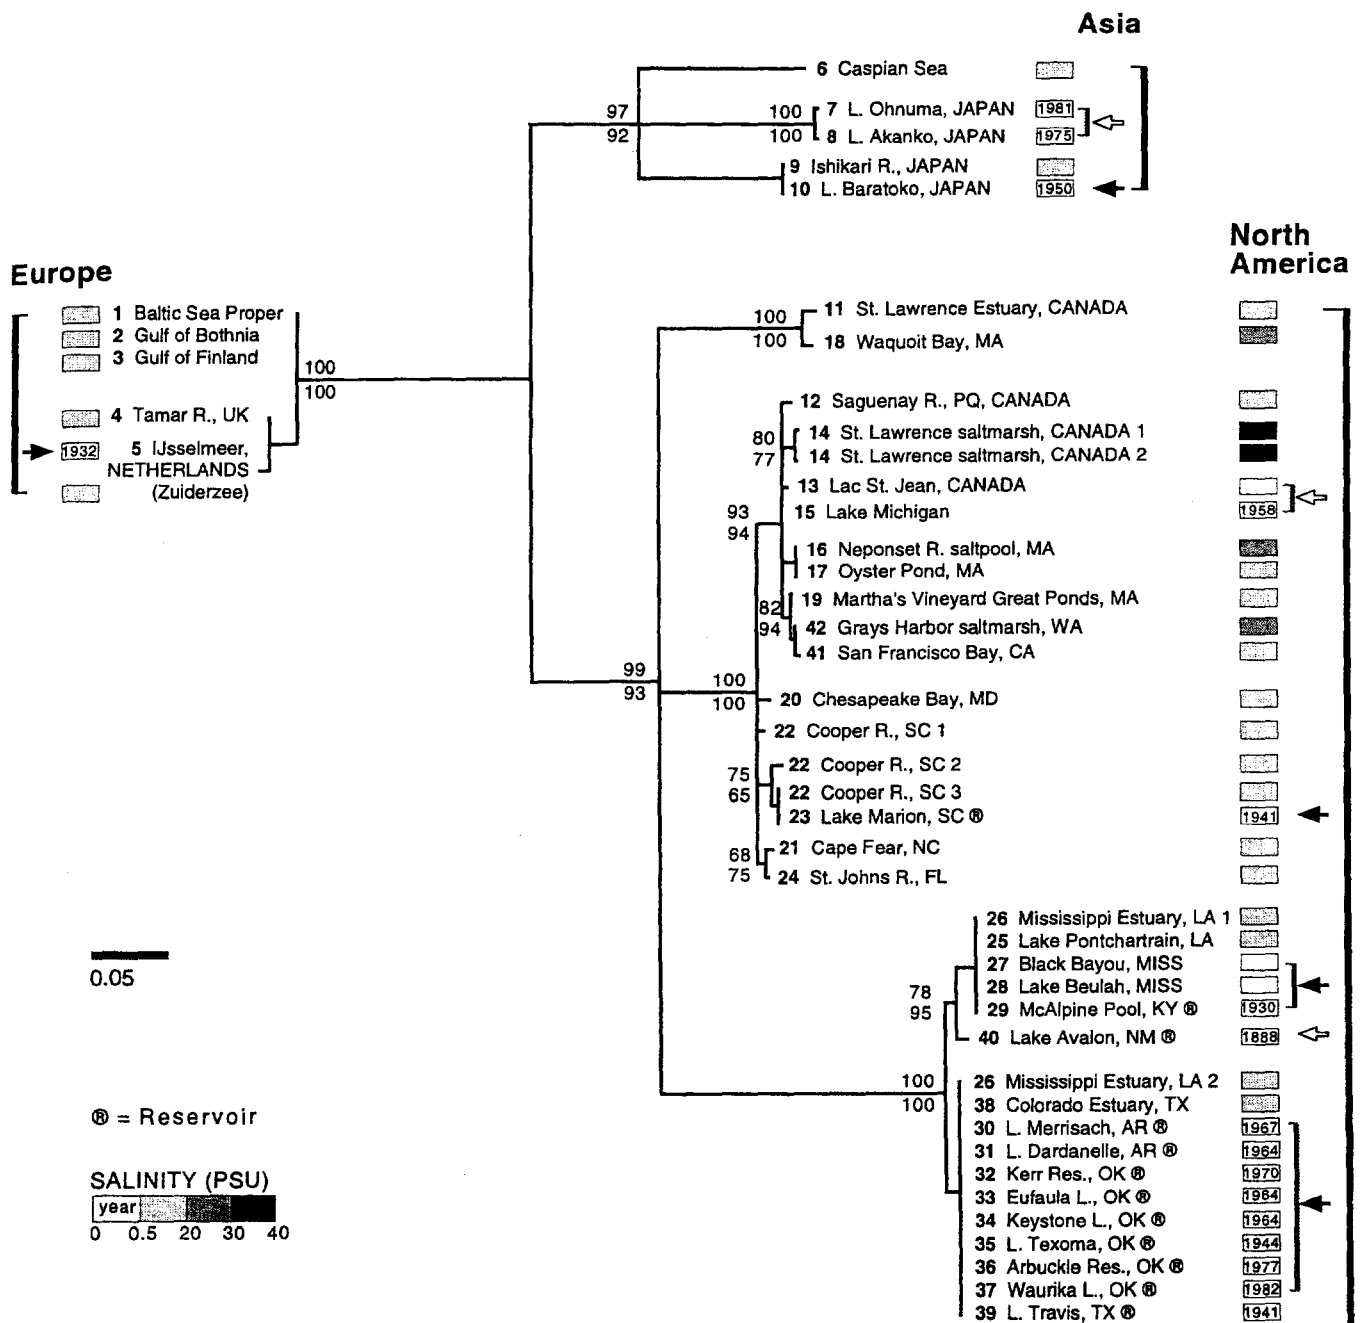 Asia
6 Caspian Sea
97
92
100
100
7 L. Ohnuma, JAPAN 1981
8 L. Akanko, JAPAN 1975
9 Ishikari R., JAPAN
10 L. Baratoko, JAPAN 1950
North
America
Europe
1 Baltic Sea Proper
2 Gulf of Bothnia
3 Gulf of Finland
100
100
4 Tamar R., UK
1932 5 IJsselmeer,
NETHERLANDS
(Zuiderzee)
11 St. Lawrence Estuary, CANADA
100
100
18 Waquoit Bay, MA
12 Saguenay R., PQ, CANADA
80
77
14 St. Lawrence saltmarsh, CANADA 1
14 St. Lawrence saltmarsh, CANADA 2
13 Lac St. Jean, CANADA
15 Lake Michigan 1958
93
94
16 Neponset R. saltpool, MA
17 Oyster Pond, MA
19 Martha's Vineyard Great Ponds, MA
82
94
42 Grays Harbor saltmarsh, WA
41 San Francisco Bay, CA
99
93
100
100
20 Chesapeake Bay, MD
22 Cooper R., SC 1
75
65
22 Cooper R., SC 2
22 Cooper R., SC 3
23 Lake Marion, SC ® 1941
68
75
21 Cape Fear, NC
24 St. Johns R., FL
26 Mississippi Estuary, LA 1
25 Lake Pontchartrain, LA
27 Black Bayou, MISS
28 Lake Beulah, MISS
29 McAlpine Pool, KY ® 1930
78
95
40 Lake Avalon, NM ® 1888
100
100
26 Mississippi Estuary, LA 2
38 Colorado Estuary, TX
30 L. Merrisach, AR ® 1967
31 L. Dardanelle, AR ® 1964
32 Kerr Res., OK ® 1970
33 Eufaula L., OK ® 1964
34 Keystone L., OK ® 1964
35 L. Texoma, OK ® 1944
36 Arbuckle Res., OK ® 1977
37 Waurika L., OK ® 1982
39 L. Travis, TX ® 1941
0.05
® = Reservoir
SALINITY (PSU)
year
0 0.5 20 30 40